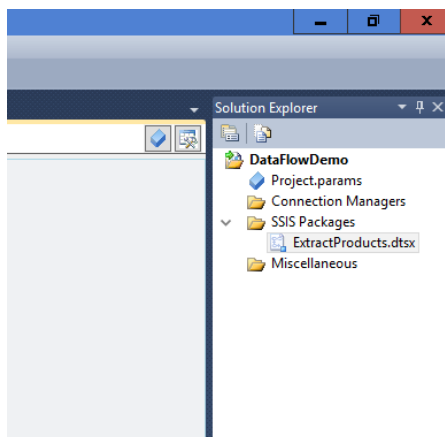 Solution Explorer
DataFlowDemo
Project.params
Connection Managers
SSIS Packages
ExtractProducts.dtsx
Miscellaneous